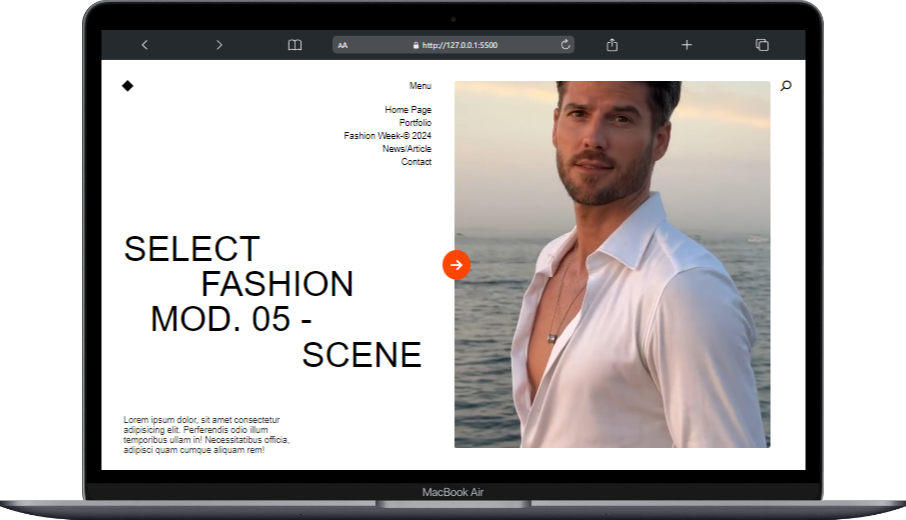 AA
http://127.0.0.1:5500
Menu
Home Page
Portfolio
Fashion Week-© 2024
News/Article
Contact
SELECT
FASHION
MOD. 05 -
SCENE
Lorem ipsum dolor, sit amet consectetur
adipisicing elit. Perferendis odio illum
temporibus ullam in! Necessitatibus officia,
adipisci quam cumque aliquam rem!
MacBook Air